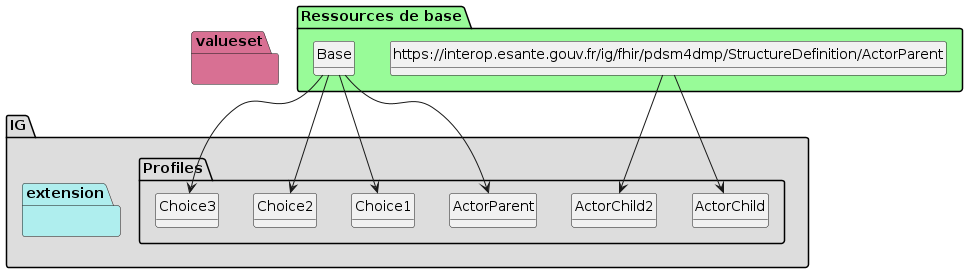 Ressources de base
valueset
Base
https://interop.esante.gouv.fr/ig/fhir/pdsm4dmp/StructureDefinition/ActorParent
IG
Profiles
extension
Choice3
Choice2
Choice1
ActorParent
ActorChild2
ActorChild